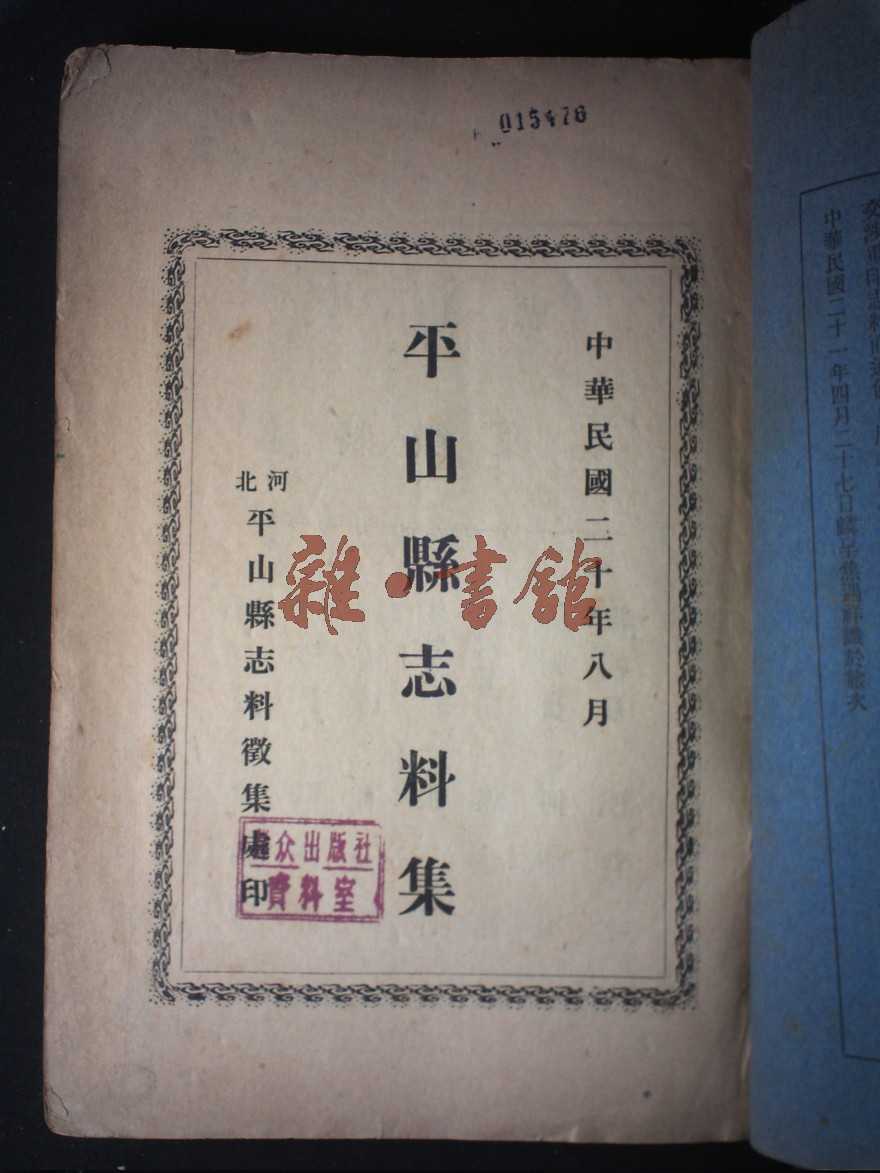 015476
中華民國二十年八月
平山縣志料集
河北
平山縣志料徵集處印
众出版社
資料室
雜·書館
中華民國二十一年四月二十七日